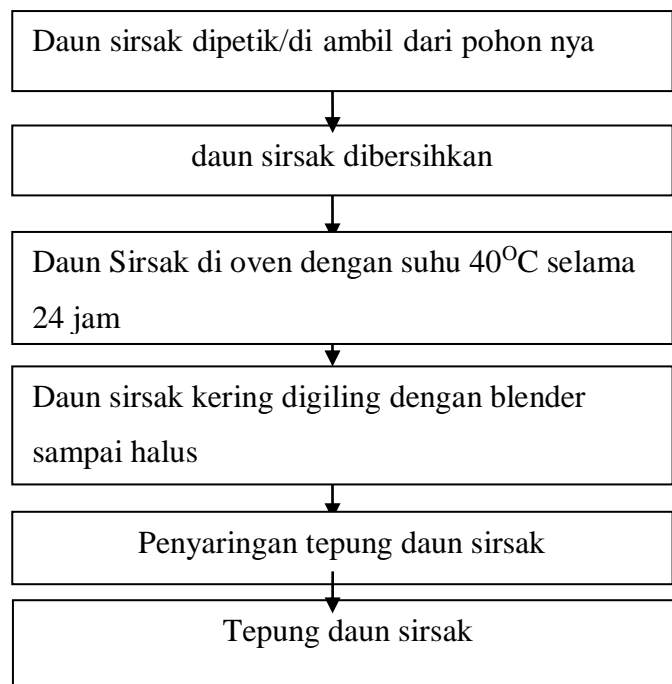 Daun sirsak dipetik/di ambil dari pohon nya
daun sirsak dibersihkan
Daun Sirsak di oven dengan suhu 40ᴼC selama
24 jam
Daun sirsak kering digiling dengan blender
sampai halus
Penyaringan tepung daun sirsak
Tepung daun sirsak